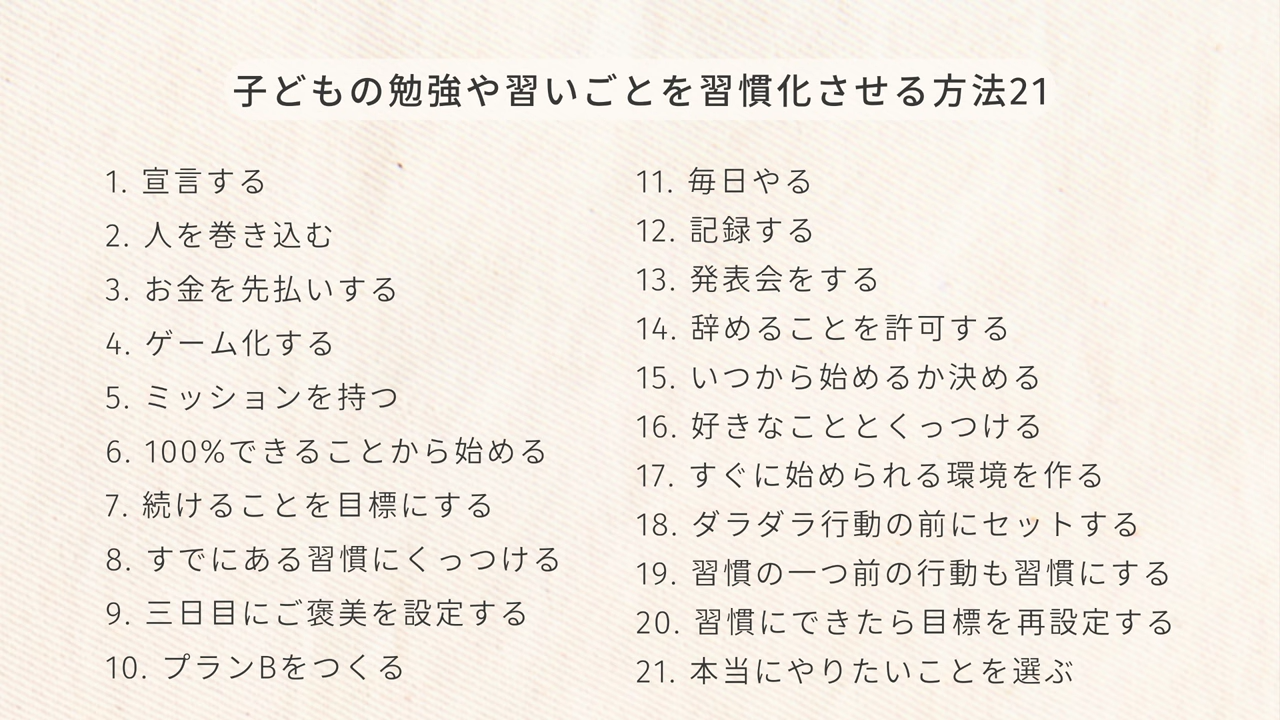 子どもの勉強や習いごとを習慣化させる方法21
1. 宣言する
2. 人を巻き込む
3. お金を先払いする
4. ゲーム化する
5. ミッションを持つ
6. 100%できることから始める
7. 続けることを目標にする
8. すでにある習慣にくっつける
9. 三日目にご褒美を設定する
10. プランBをつくる
11. 毎日やる
12. 記録する
13. 発表会をする
14. 辞めることを許可する
15. いつから始めるか決める
16. 好きなこととくっつける
17. すぐに始められる環境を作る
18. ダラダラ行動の前にセットする
19. 習慣の一つ前の行動も習慣にする
20. 習慣にできたら目標を再設定する
21. 本当にやりたいことを選ぶ